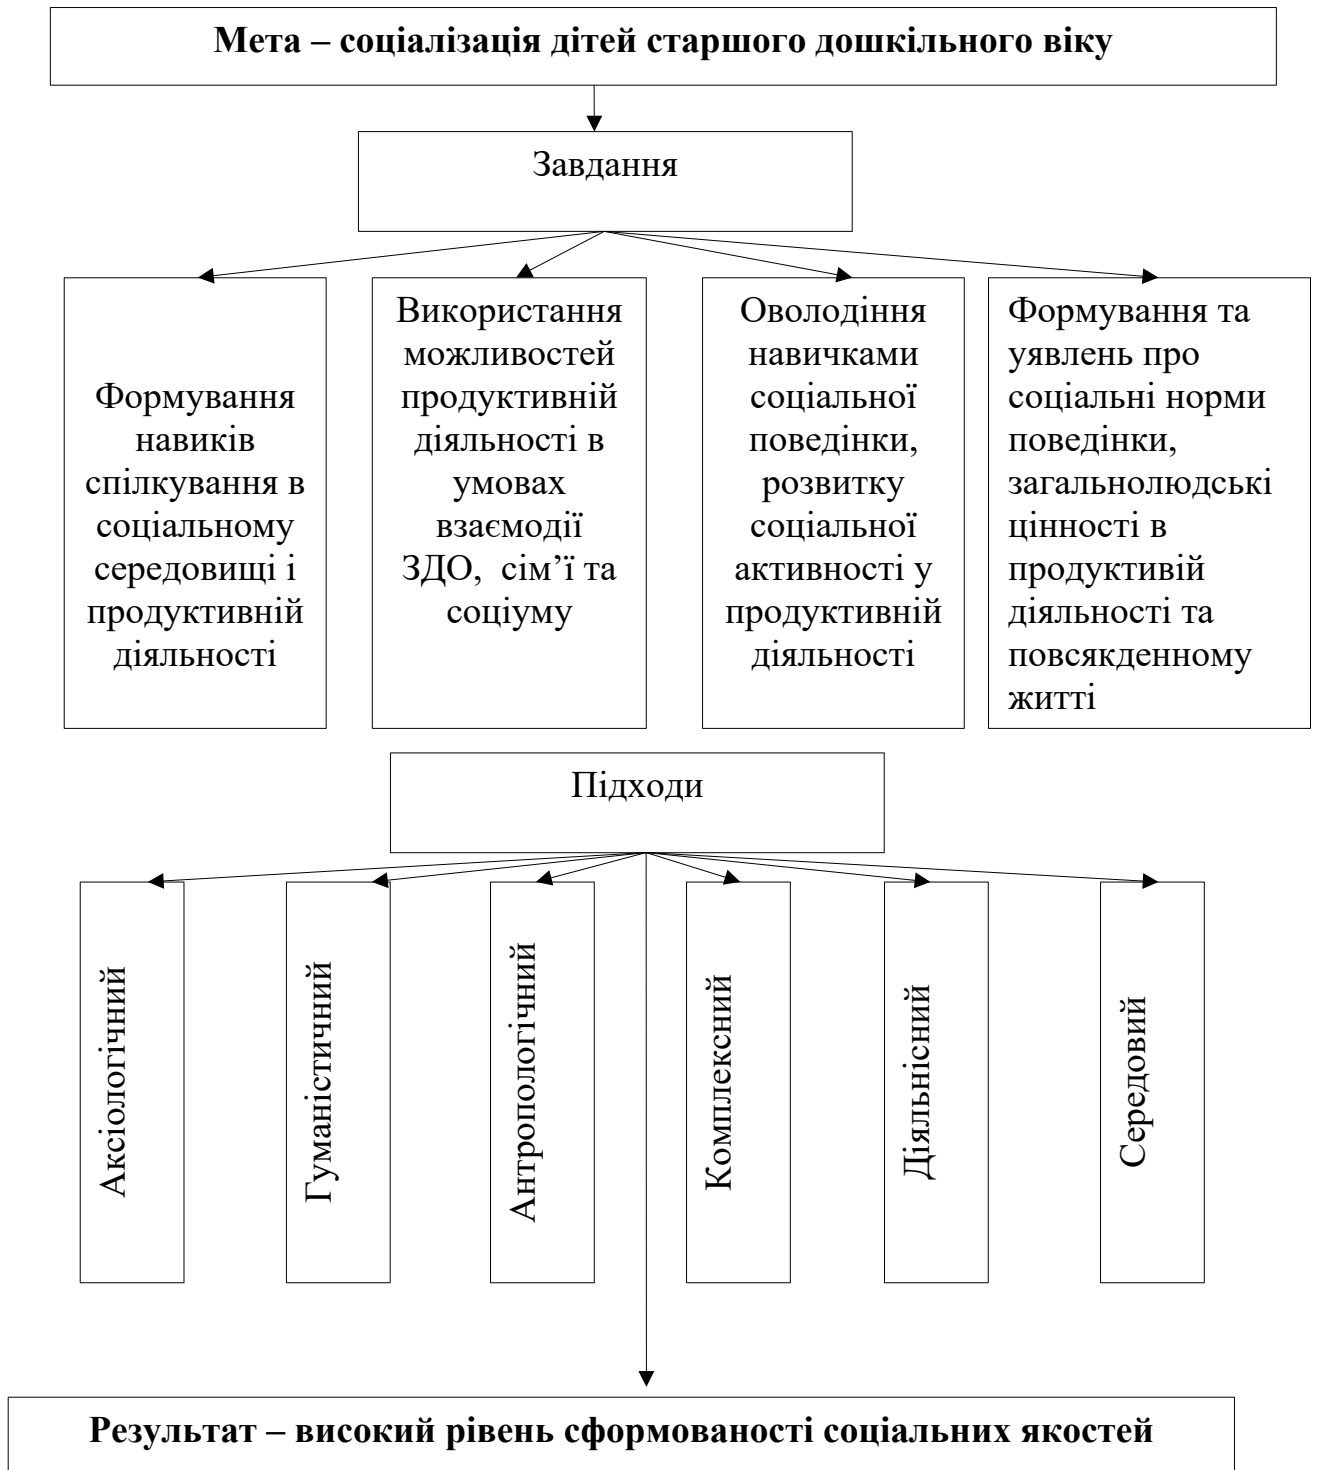 Мета – соціалізація дітей старшого дошкільного віку
Завдання
Формування
навиків
спілкування в
соціальному
середовищі і
продуктивній
діяльності
Використання
можливостей
продуктивній
діяльності в
умовах
взаємодії
ЗДО, сім’ї та
соціуму
Оволодіння
навичками
соціальної
поведінки,
розвитку
соціальної
активності у
продуктивній
діяльності
Формування та
уявлень про
соціальні норми
поведінки,
загальнолюдські
цінності в
продуктивій
діяльності та
повсякденному
житті
Підходи
Аксіологічний
Гуманістичний
Антропологічний
Комплексний
Діяльнісний
Середовий
Результат – високий рівень сформованості соціальних якостей